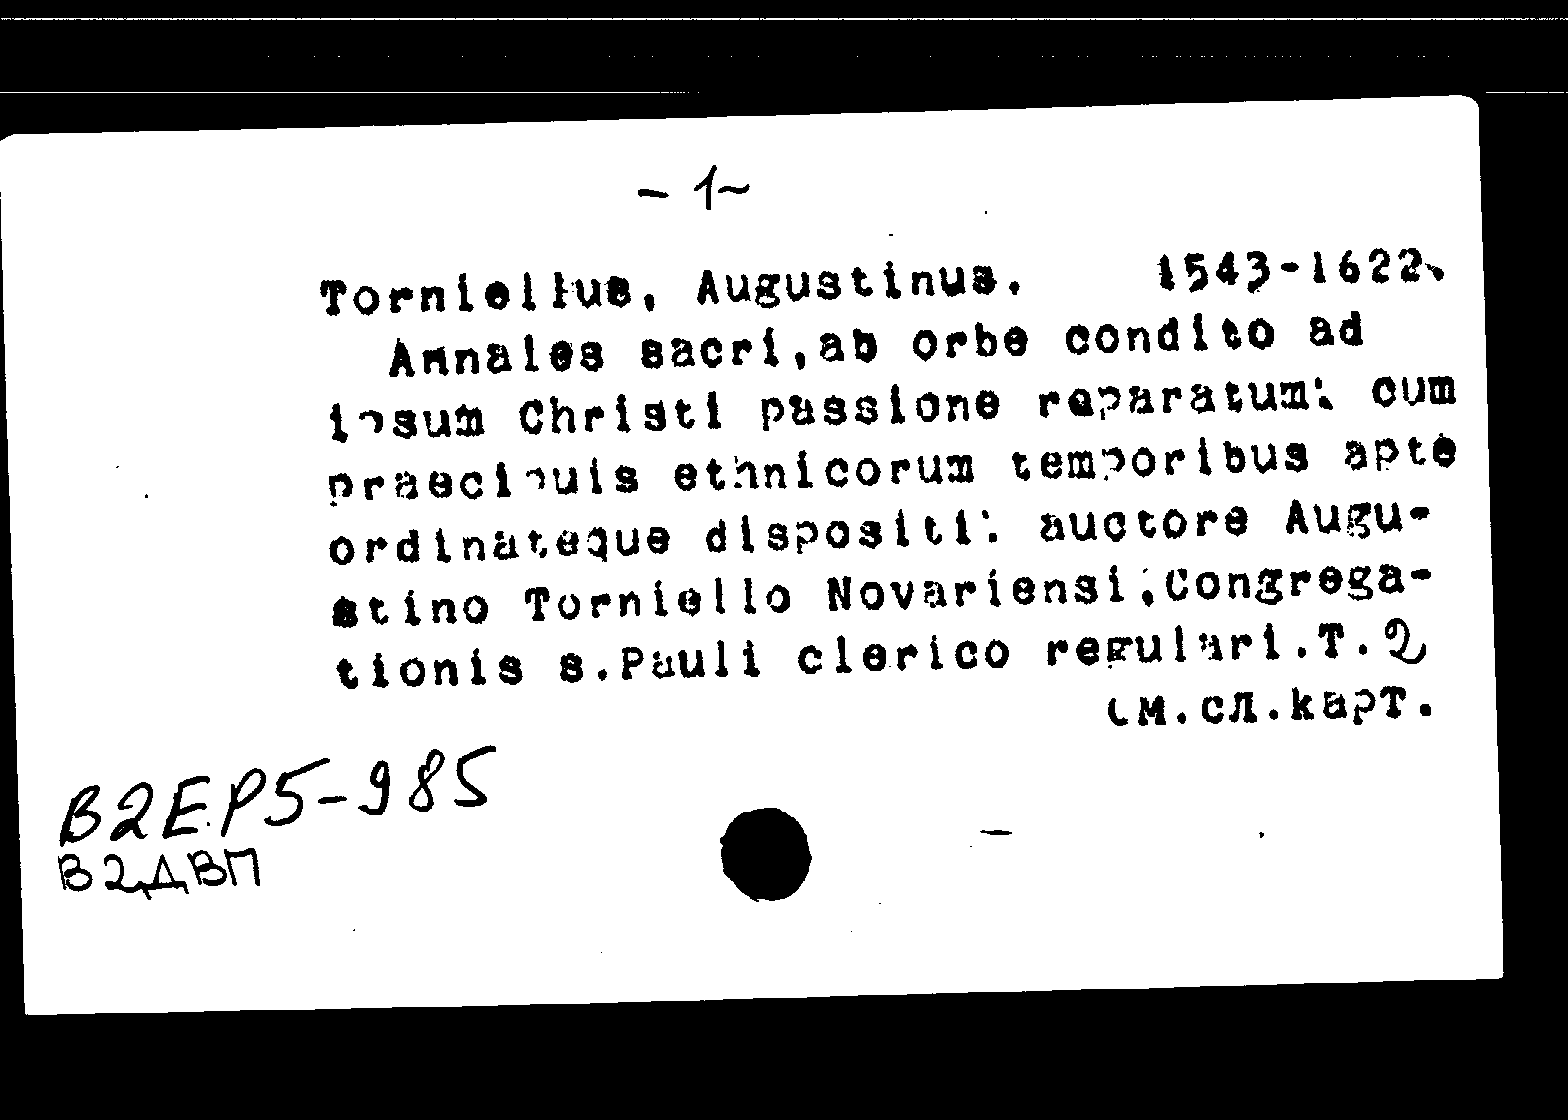 - 1 -
Torniellus, Augustinus. 1543-1622.
Annales sacri,ab orbe condito ad
ipsum Christi passione reparatum: cum
praecipuis ethnicorum temporibus apte
ordinateque dispositi: auctore Augu-
stino Torniello Novariensi,Congrega-
tionis s.Pauli clerico regulari.T.2
См.сл.карт.
B2EP5-985
В2ДВП